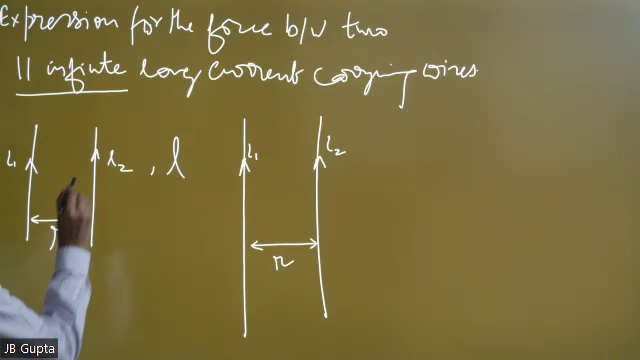 Expression for the force b/w two
|| infinite long current carrying wires
i₁ i₂ , l i₁ i₂
r r
JB Gupta